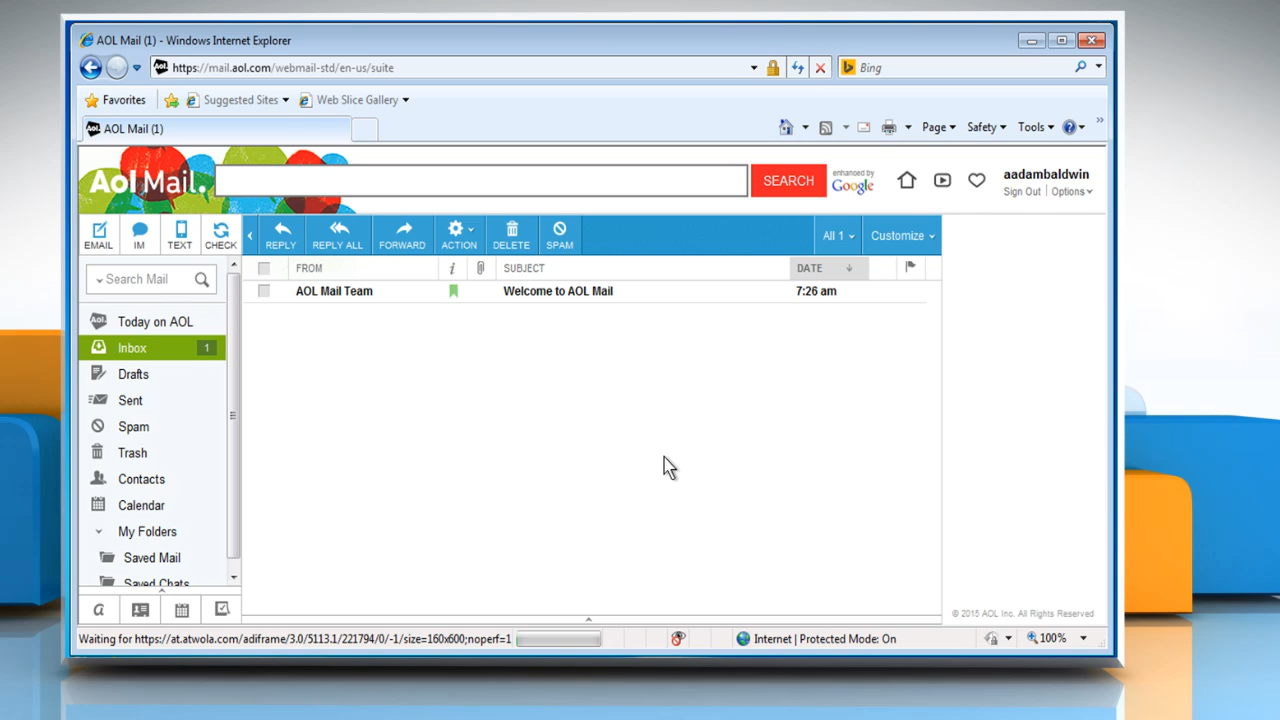 AOL Mail (1) - Windows Internet Explorer
https://mail.aol.com/webmail-std/en-us/suite
Bing
Favorites Suggested Sites Web Slice Gallery
AOL Mail (1)
Page Safety Tools
Aol Mail.
SEARCH
enhanced by
Google
aadambaldwin
Sign Out | Options
EMAIL IM TEXT CHECK REPLY REPLY ALL FORWARD ACTION DELETE SPAM All 1 Customize
Search Mail
FROM i SUBJECT DATE
AOL Mail Team Welcome to AOL Mail 7:26 am
Aol. Today on AOL
Inbox 1
Drafts
Sent
Spam
Trash
Contacts
Calendar
My Folders
Saved Mail
Saved Chats
a
© 2015 AOL Inc. All Rights Reserved
Waiting for https://at.atwola.com/adiframe/3.0/5113.1/221794/0/-1/size=160x600;noperf=1
Internet | Protected Mode: On
100%